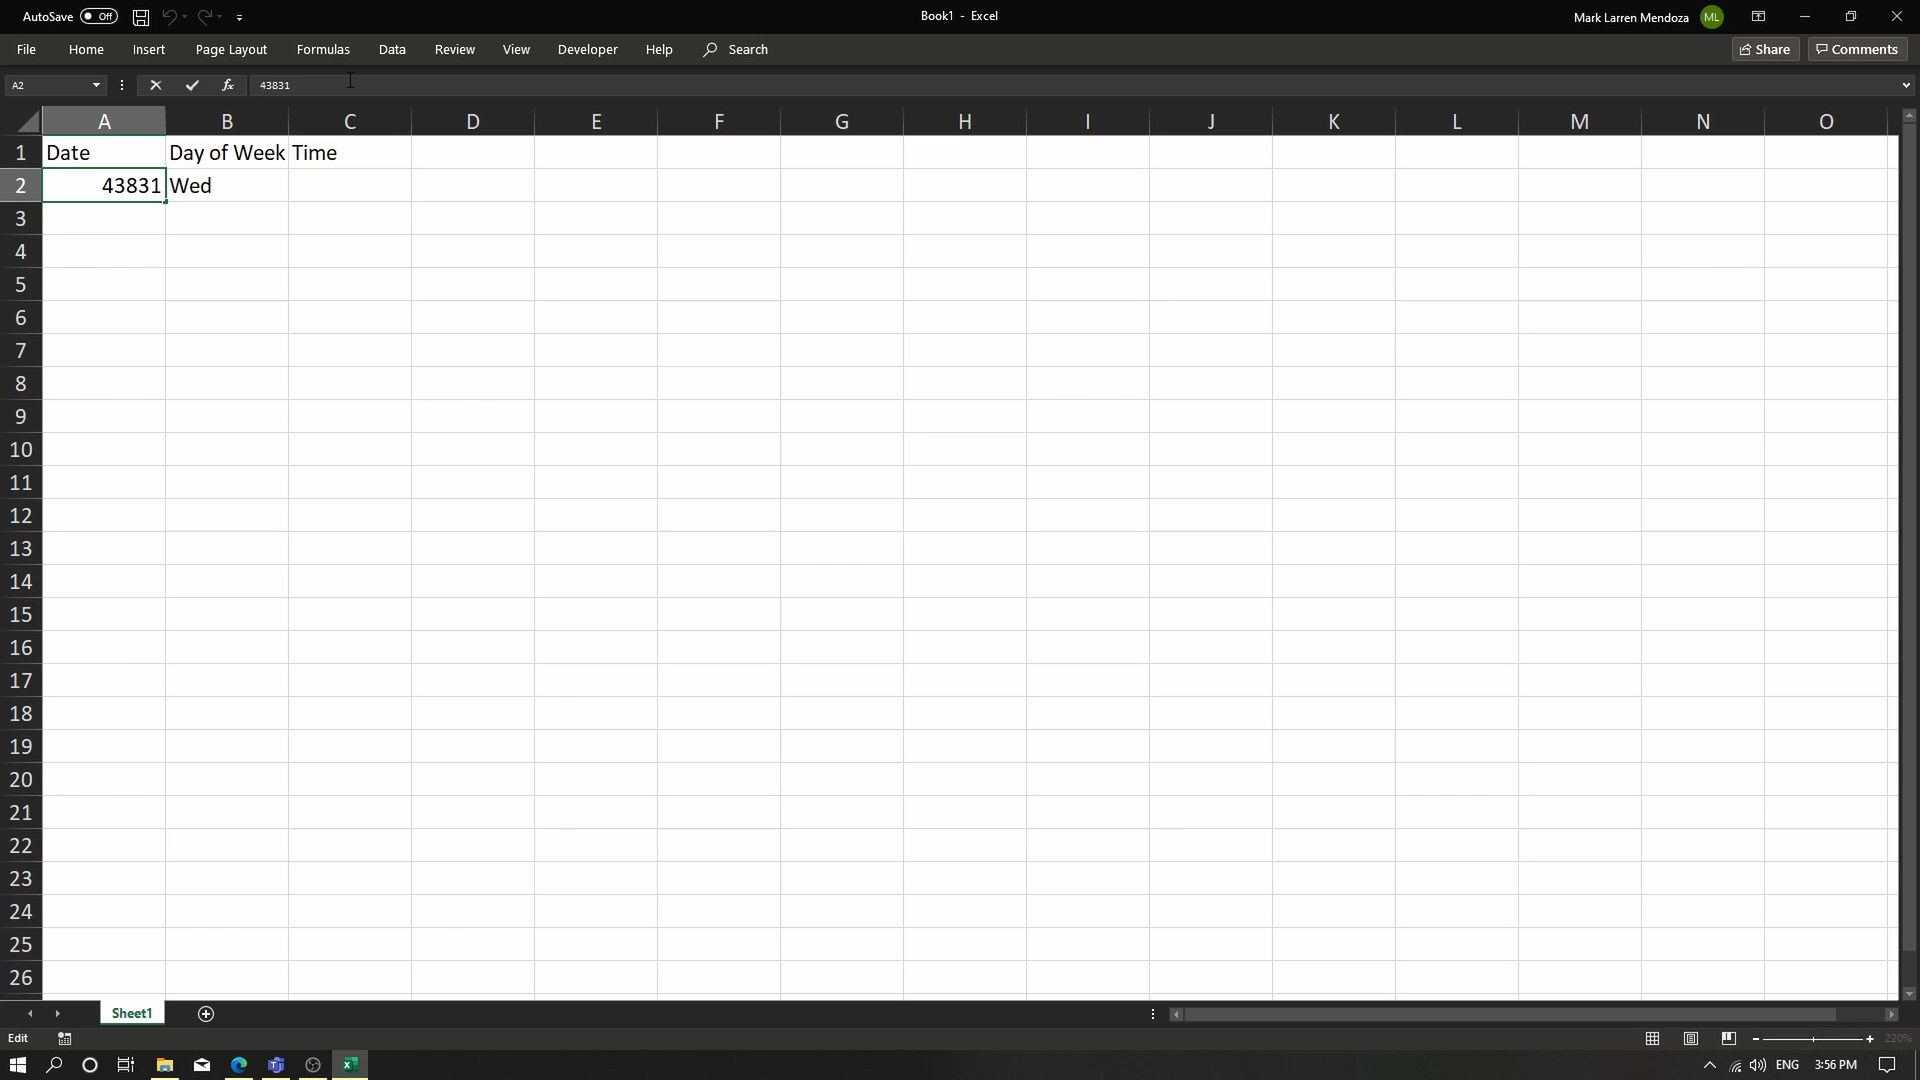 AutoSave Off
Book1 - Excel
Mark Larren Mendoza ML
File Home Insert Page Layout Formulas Data Review View Developer Help Search Share Comments
A2 fx 43831
A B C D E F G H I J K L M N O
1 Date Day of Week Time
2 43831 Wed
3
4
5
6
7
8
9
10
11
12
13
14
15
16
17
18
19
20
21
22
23
24
25
26
Sheet1
Edit 220%
ENG 3:56 PM